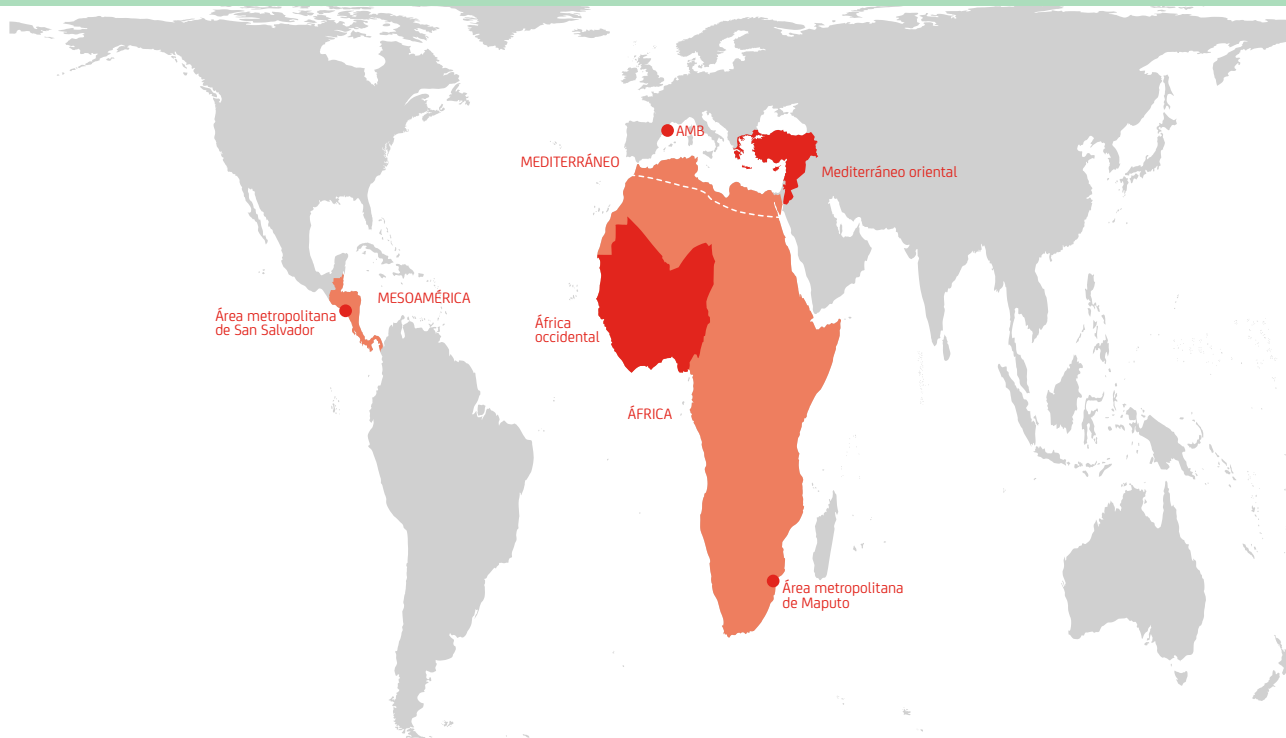 AMB
MEDITERRÁNEO
Mediterráneo oriental
MESOAMÉRICA
Área metropolitana
de San Salvador
África
occidental
ÁFRICA
Área metropolitana
de Maputo